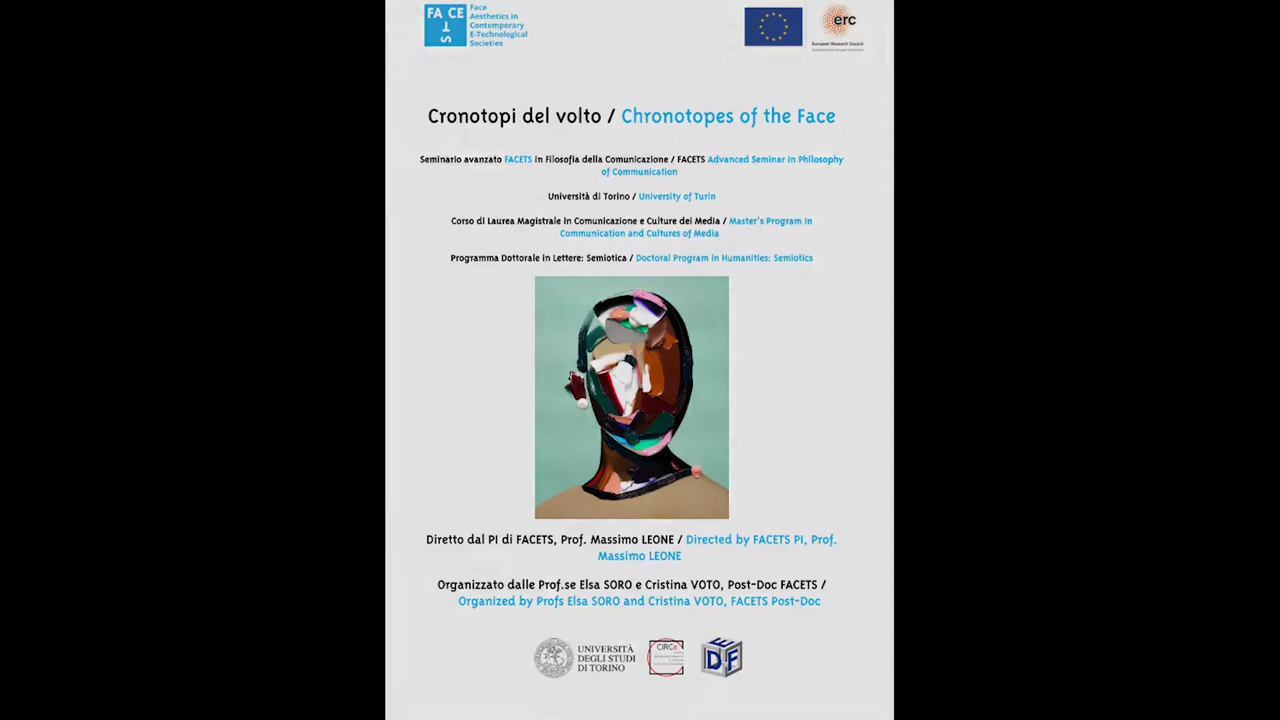 FA CE
TS
Face
Aesthetics in
Contemporary
E-Technological
Societies
erc
European Research Council
Cronotopi del volto / Chronotopes of the Face
Seminario avanzato FACETS in Filosofia della Comunicazione / FACETS Advanced Seminar in Philosophy
of Communication
Università di Torino / University of Turin
Corso di Laurea Magistrale in Comunicazione e Culture dei Media / Master's Program in
Communication and Cultures of Media
Programma Dottorale in Lettere: Semiotica / Doctoral Program in Humanities: Semiotics
Diretto dal PI di FACETS, Prof. Massimo LEONE / Directed by FACETS PI, Prof.
Massimo LEONE
Organizzato dalle Prof.se Elsa SORO e Cristina VOTO, Post-Doc FACETS /
Organized by Profs Elsa SORO and Cristina VOTO, FACETS Post-Doc
UNIVERSITÀ
DEGLI STUDI
DI TORINO
CIRCe
DEF